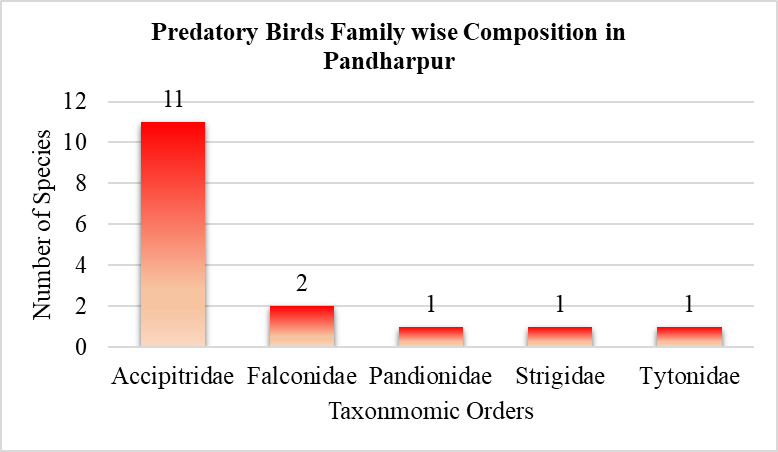 Predatory Birds Family wise Composition in
Pandharpur
12
10
8
6
4
2
0
Number of Species
11
2
1
1
1
Accipitridae Falconidae Pandionidae Strigidae Tytonidae
Taxonmomic Orders